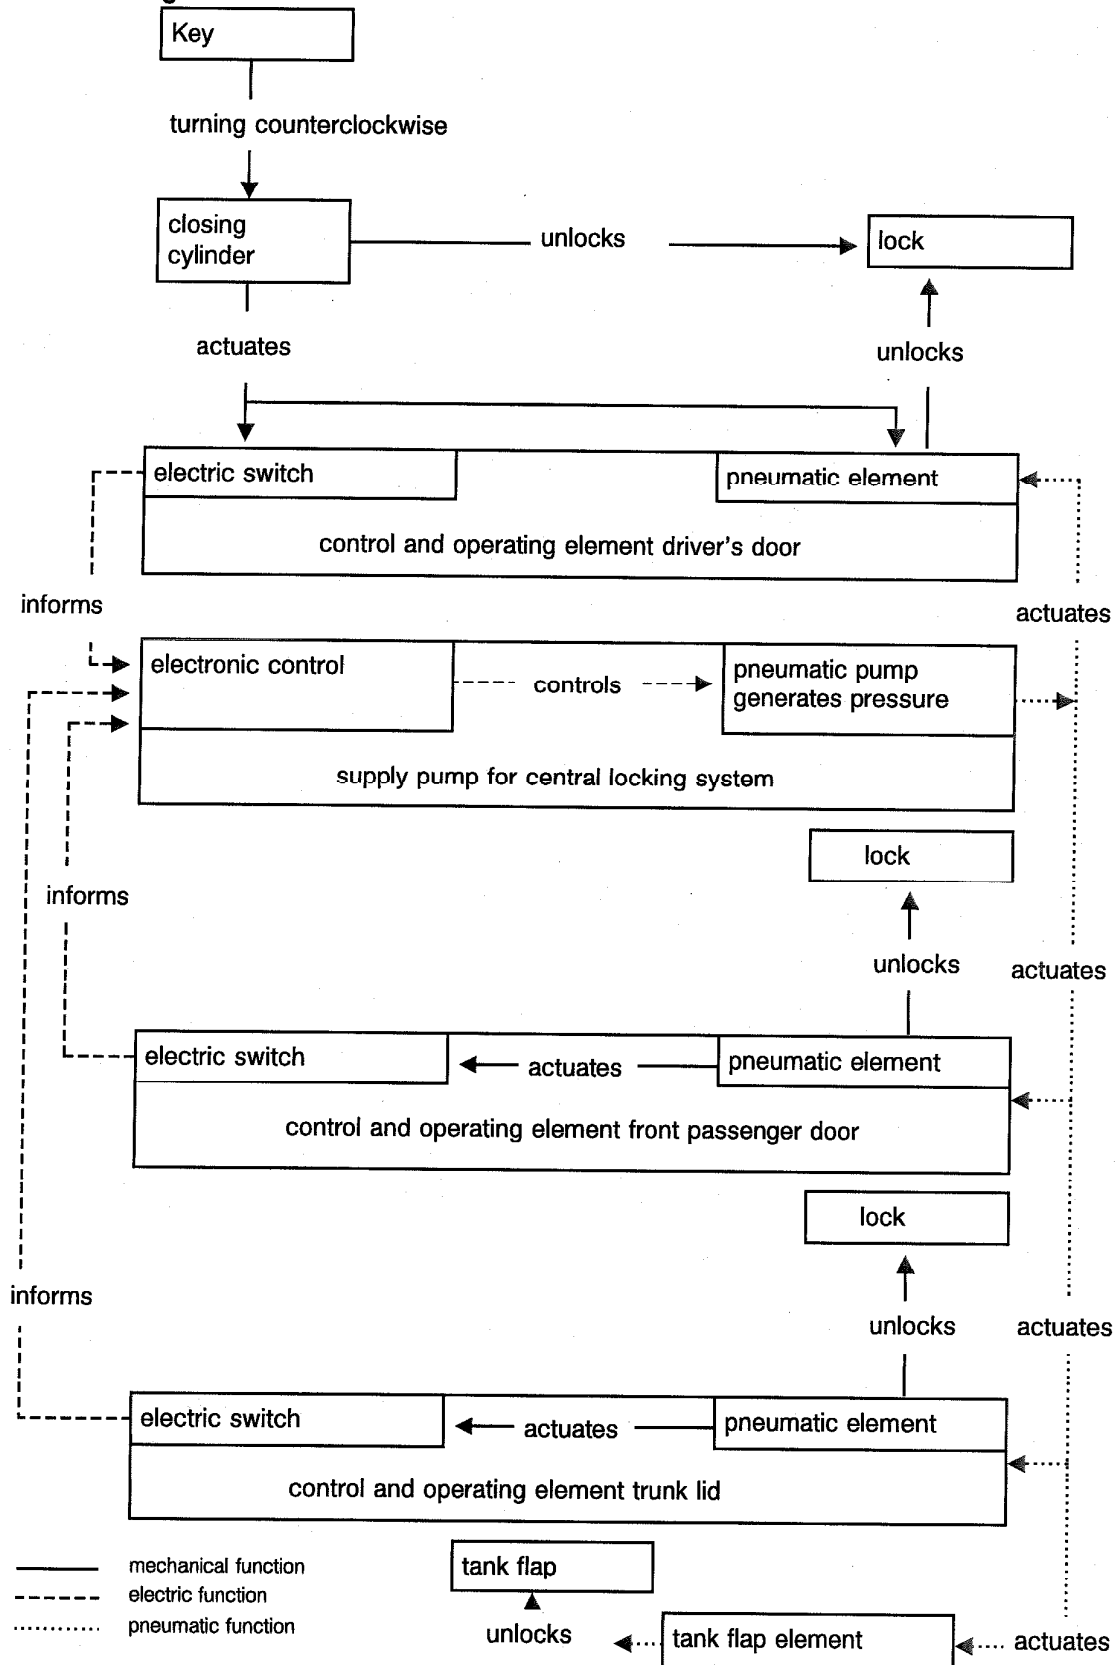 Key
turning counterclockwise
closing
cylinder
unlocks
lock
actuates
unlocks
electric switch
pneumatic element
control and operating element driver's door
informs
actuates
electronic control
controls
pneumatic pump
generates pressure
supply pump for central locking system
lock
informs
unlocks
actuates
electric switch
actuates
pneumatic element
control and operating element front passenger door
lock
informs
unlocks
actuates
electric switch
actuates
pneumatic element
control and operating element trunk lid
mechanical function
electric function
pneumatic function
tank flap
unlocks
tank flap element
actuates